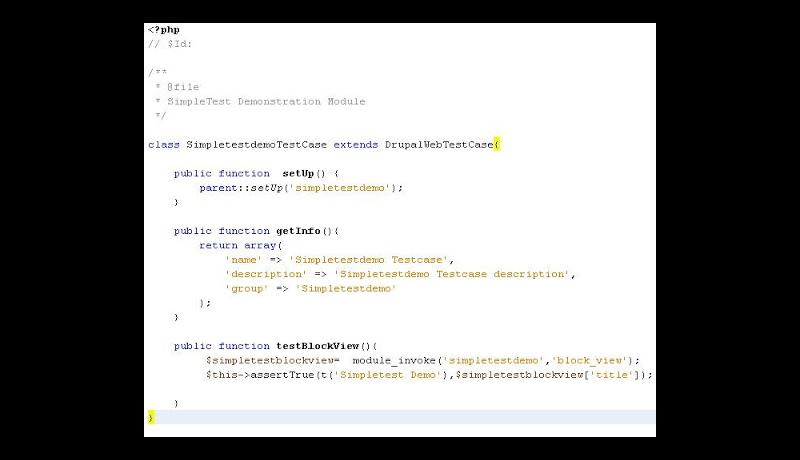 <?php
// $Id:
/**
 * @file
 * SimpleTest Demonstration Module
 */
class SimpletestdemoTestCase extends DrupalWebTestCase{
    public function  setUp() {
        parent::setUp('simpletestdemo');
    }
    public function getInfo(){
        return array(
            'name' => 'Simpletestdemo Testcase',
            'description' => 'Simpletestdemo Testcase description',
            'group' => 'Simpletestdemo'
        );
    }
    public function testBlockView(){
         $simpletestblockview=  module_invoke('simpletestdemo','block_view');
         $this->assertTrue(t('Simpletest Demo'),$simpletestblockview['title']);
    }
}